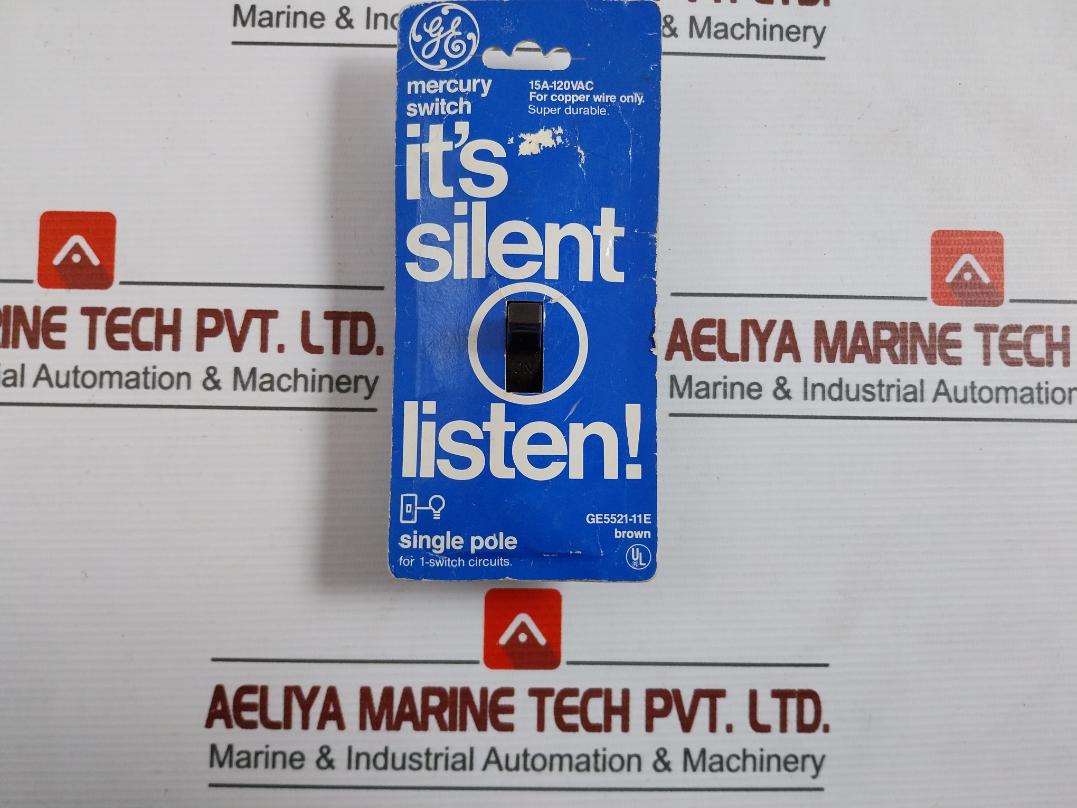 Marine & Ind
& Machinery
GE
mercury
switch
15A-120VAC
For copper wire only.
Super durable.
it's
silent
listen!
single pole
for 1-switch circuits.
GE5521-11E
brown
UL
INE TECH PVT. LTD.
ial Automation & Machinery
AELIYA MARINE TECH
Marine & Industrial Automation
AELIYA MARINE TECH PVT. LTD.
Marine & Industrial Automation & Machinery